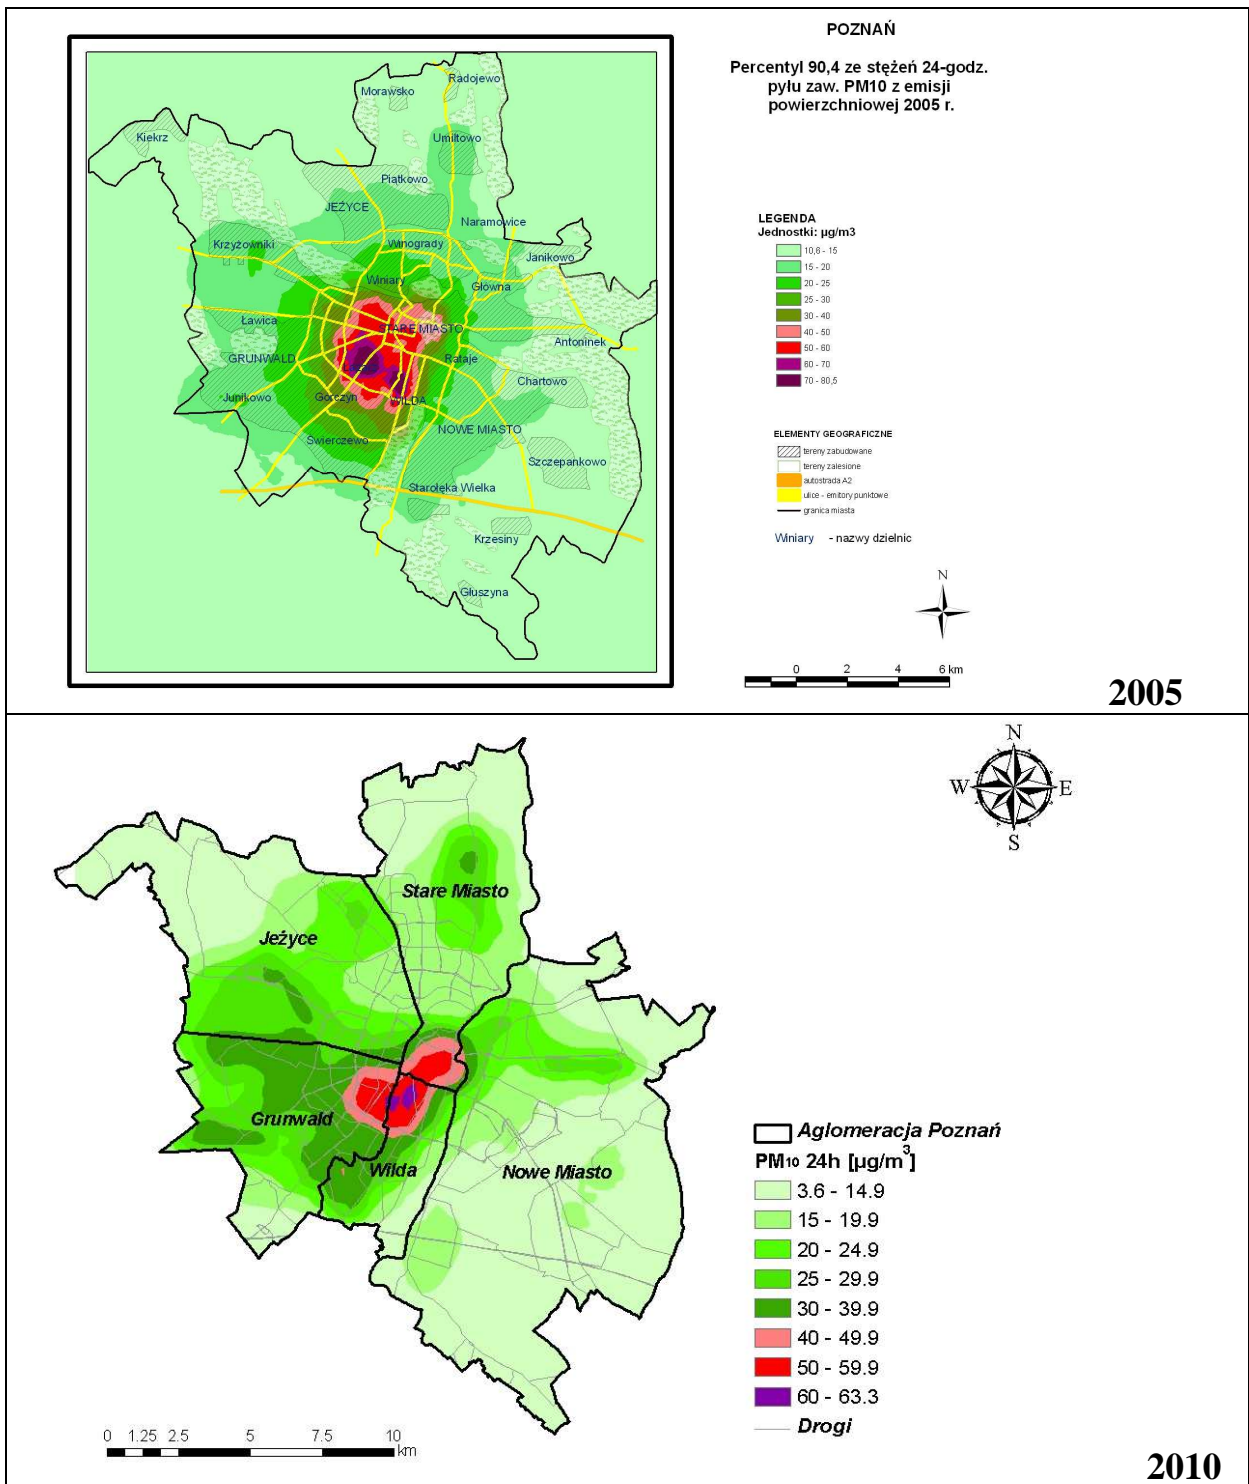 POZNAŃ
Percentyl 90,4 ze stężeń 24-godz.
pyłu zaw. PM10 z emisji
powierzchniowej 2005 r.
Radojewo
Morawsko
Kiekrz
Umiltowo
Piątkowo
JEŻYCE
Naramowice
Krzyżowniki
Winogrady
Janikowo
Winiary
Główna
Ławica
STARE MIASTO
Antoninek
GRUNWALD
Rataje
Chartowo
Junikowo
Górczyn
WILDA
NOWE MIASTO
Świerczewo
Szczepankowo
Starołęka Wielka
Krzesiny
Głuszyna
LEGENDA
Jednostki: µg/m3
10,6 - 15
15 - 20
20 - 25
25 - 30
30 - 40
40 - 50
50 - 60
60 - 70
70 - 80,5
ELEMENTY GEOGRAFICZNE
tereny zabudowane
tereny zalesione
autostrada A2
ulice - emitory punktowe
granica miasta
Winiary - nazwy dzielnic
N
0 2 4 6 km
2005
N
W E
S
Stare Miasto
Jeżyce
Grunwald
Wilda
Nowe Miasto
Aglomeracja Poznań
PM10 24h [µg/m3]
3.6 - 14.9
15 - 19.9
20 - 24.9
25 - 29.9
30 - 39.9
40 - 49.9
50 - 59.9
60 - 63.3
Drogi
0 1.25 2.5 5 7.5 10
km
2010